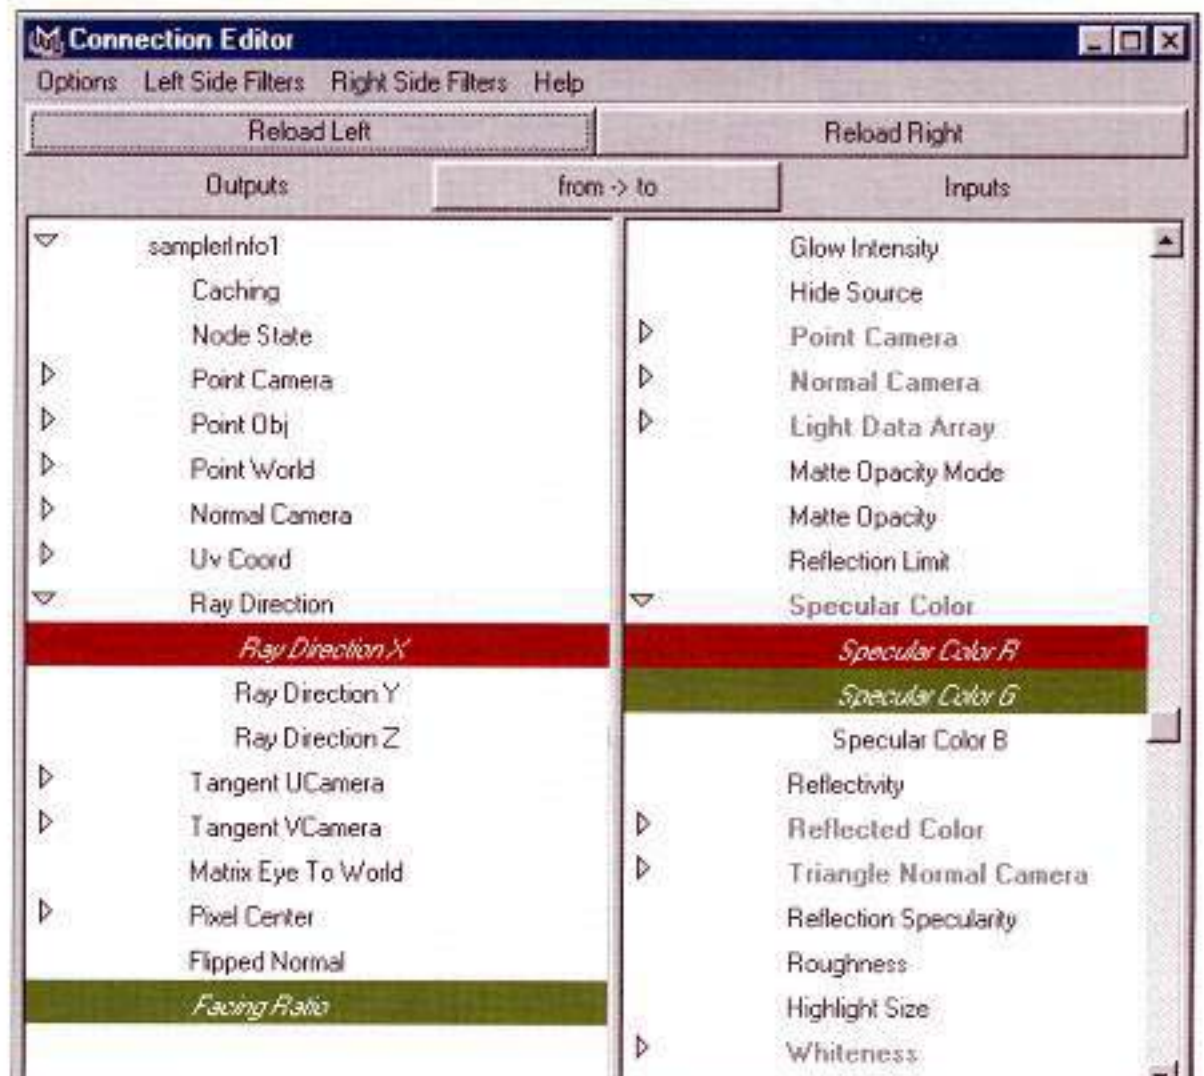 Connection Editor
Options Left Side Filters Right Side Filters Help
Reload Left Reload Right
Outputs from -> to Inputs
samplerInfo1
Caching
Node State
Point Camera
Point Obj
Point World
Normal Camera
Uv Coord
Ray Direction
Ray Direction X
Ray Direction Y
Ray Direction Z
Tangent UCamera
Tangent VCamera
Matrix Eye To World
Pixel Center
Flipped Normal
Facing Ratio
Glow Intensity
Hide Source
Point Camera
Normal Camera
Light Data Array
Matte Opacity Mode
Matte Opacity
Reflection Limit
Specular Color
Specular Color R
Specular Color G
Specular Color B
Reflectivity
Reflected Color
Triangle Normal Camera
Reflection Specularity
Roughness
Highlight Size
Whiteness